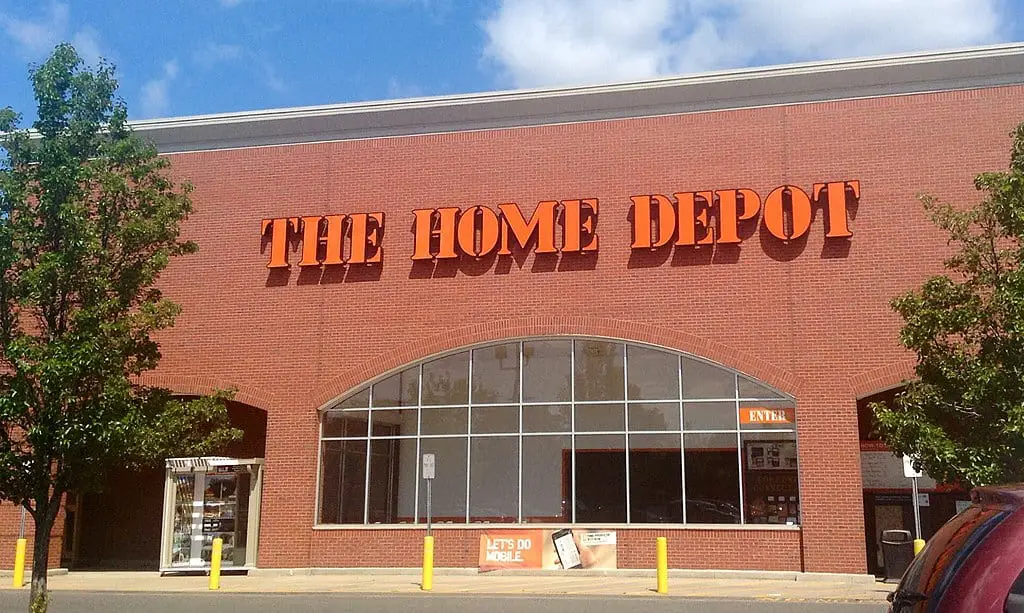 THE HOME DEPOT
ENTER
LET'S DO
MOBILE.